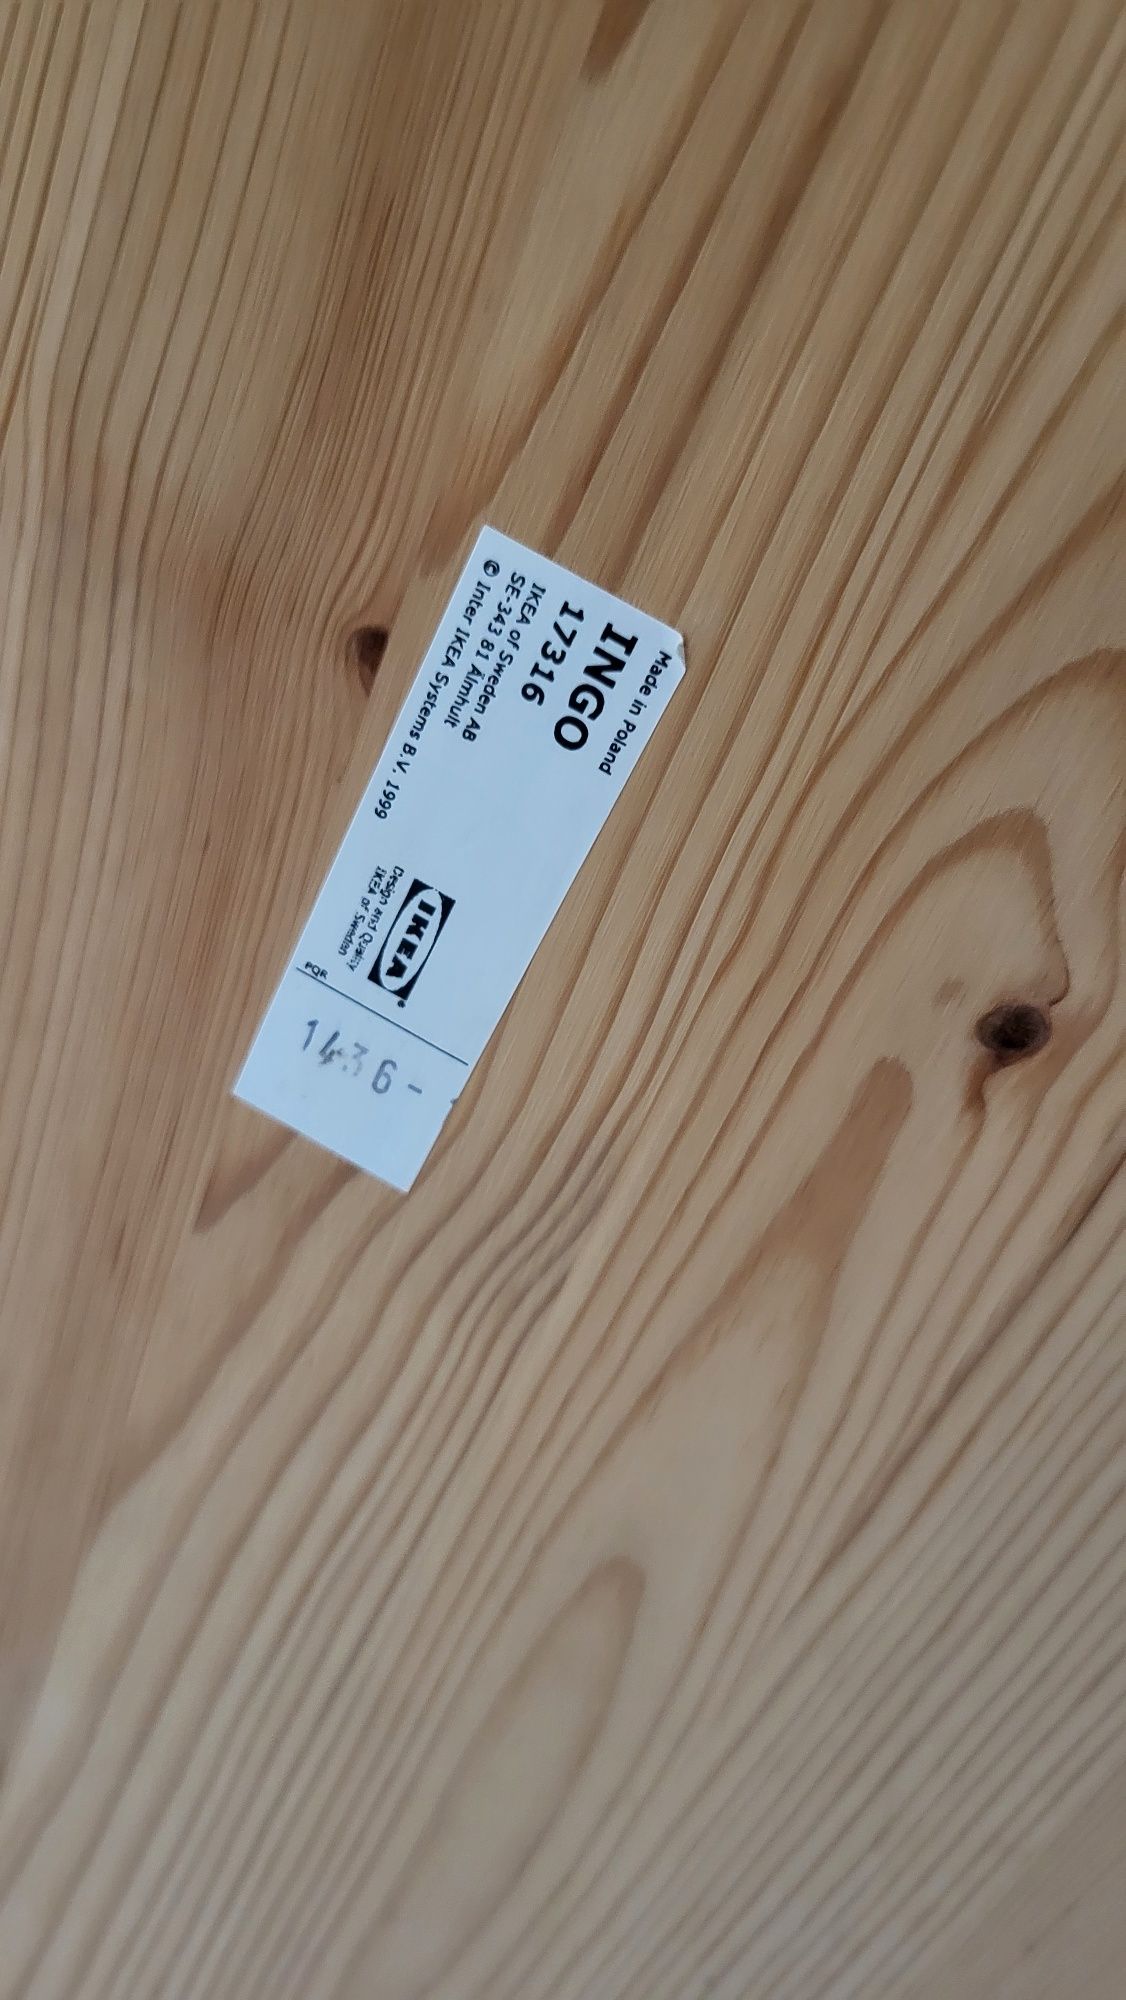 Made in Poland
INGO
17316
IKEA of Sweden AB
SE-343 81 Älmhult
© Inter IKEA Systems B.V. 1999
IKEA®
Design and Quality
IKEA of Sweden
1436-